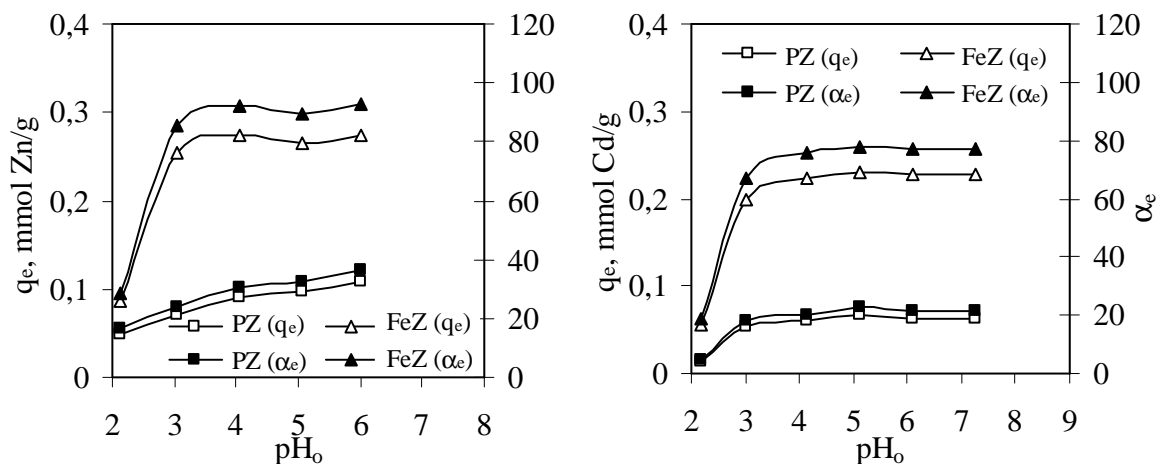 0,4
0,3
0,2
0,1
0
qₑ, mmol Zn/g
120
100
80
60
40
20
0
PZ (qₑ)
FeZ (qₑ)
PZ (αₑ)
FeZ (αₑ)
2 3 4 5 6 7 8
pHₒ
0,4
0,3
0,2
0,1
0
qₑ, mmol Cd/g
PZ (qₑ)
FeZ (qₑ)
PZ (αₑ)
FeZ (αₑ)
120
100
80
60
40
20
0
αₑ
2 3 4 5 6 7 8 9
pHₒ